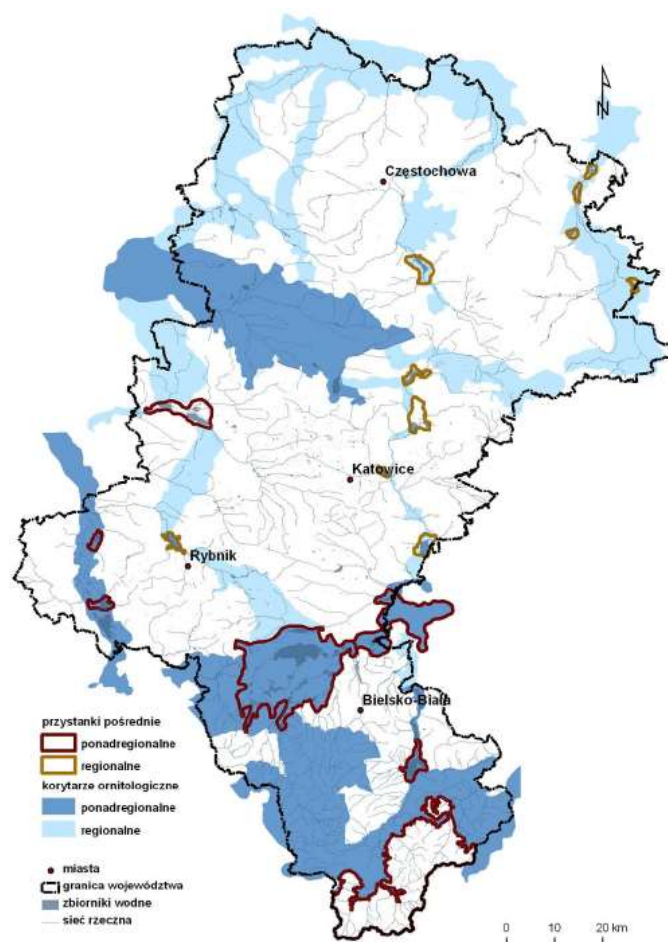 N
Częstochowa
Katowice
Rybnik
Bielsko-Biała
przystanki pośrednie
ponadregionalne
regionalne
korytarze ornitologiczne
ponadregionalne
regionalne
miasta
granica województwa
zbiorniki wodne
sieć rzeczna
0 10 20 km